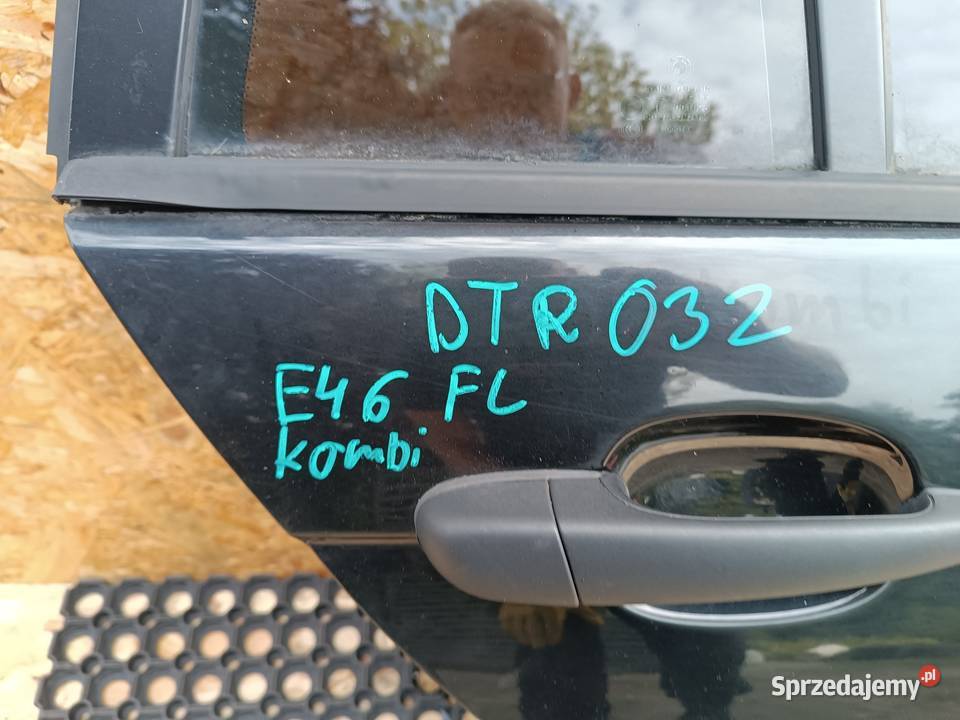 DTR 032
E46 FL
kombi
Sprzedajemy.pl